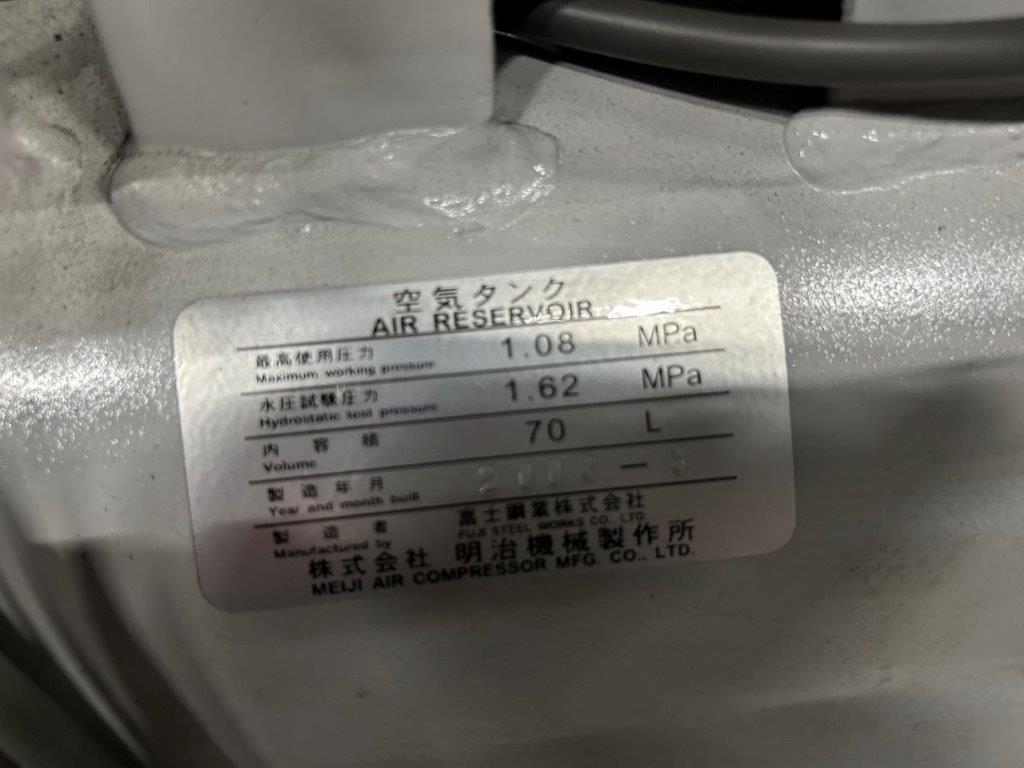 空気タンク
AIR RESERVOIR
最高使用圧力 1.08 MPa
Maximum working pressure
水圧試験圧力 1.62 MPa
Hydrostatic test pressure
内容積 70 L
Volume
製造年月
Year and month built
製造者 富士鋼業株式会社
Manufactured by FUJI STEEL WORKS CO., LTD.
株式会社 明治機械製作所
MEIJI AIR COMPRESSOR MFG. CO., LTD.